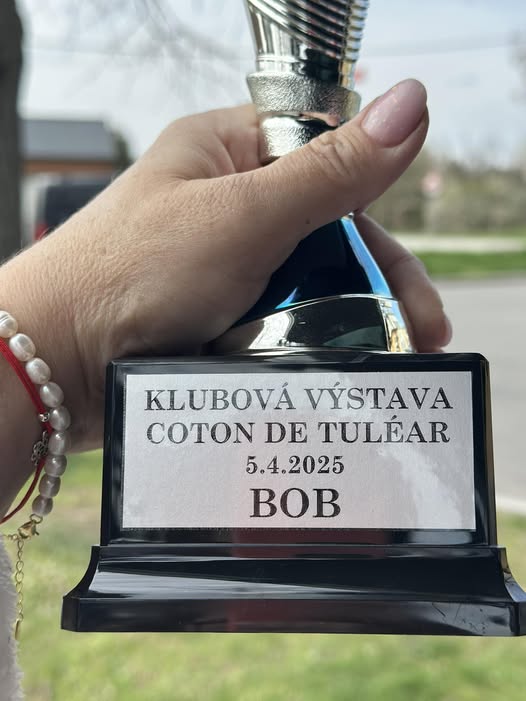 KLUBOVÁ VÝSTAVA
COTON DE TULÉAR
5.4.2025
BOB